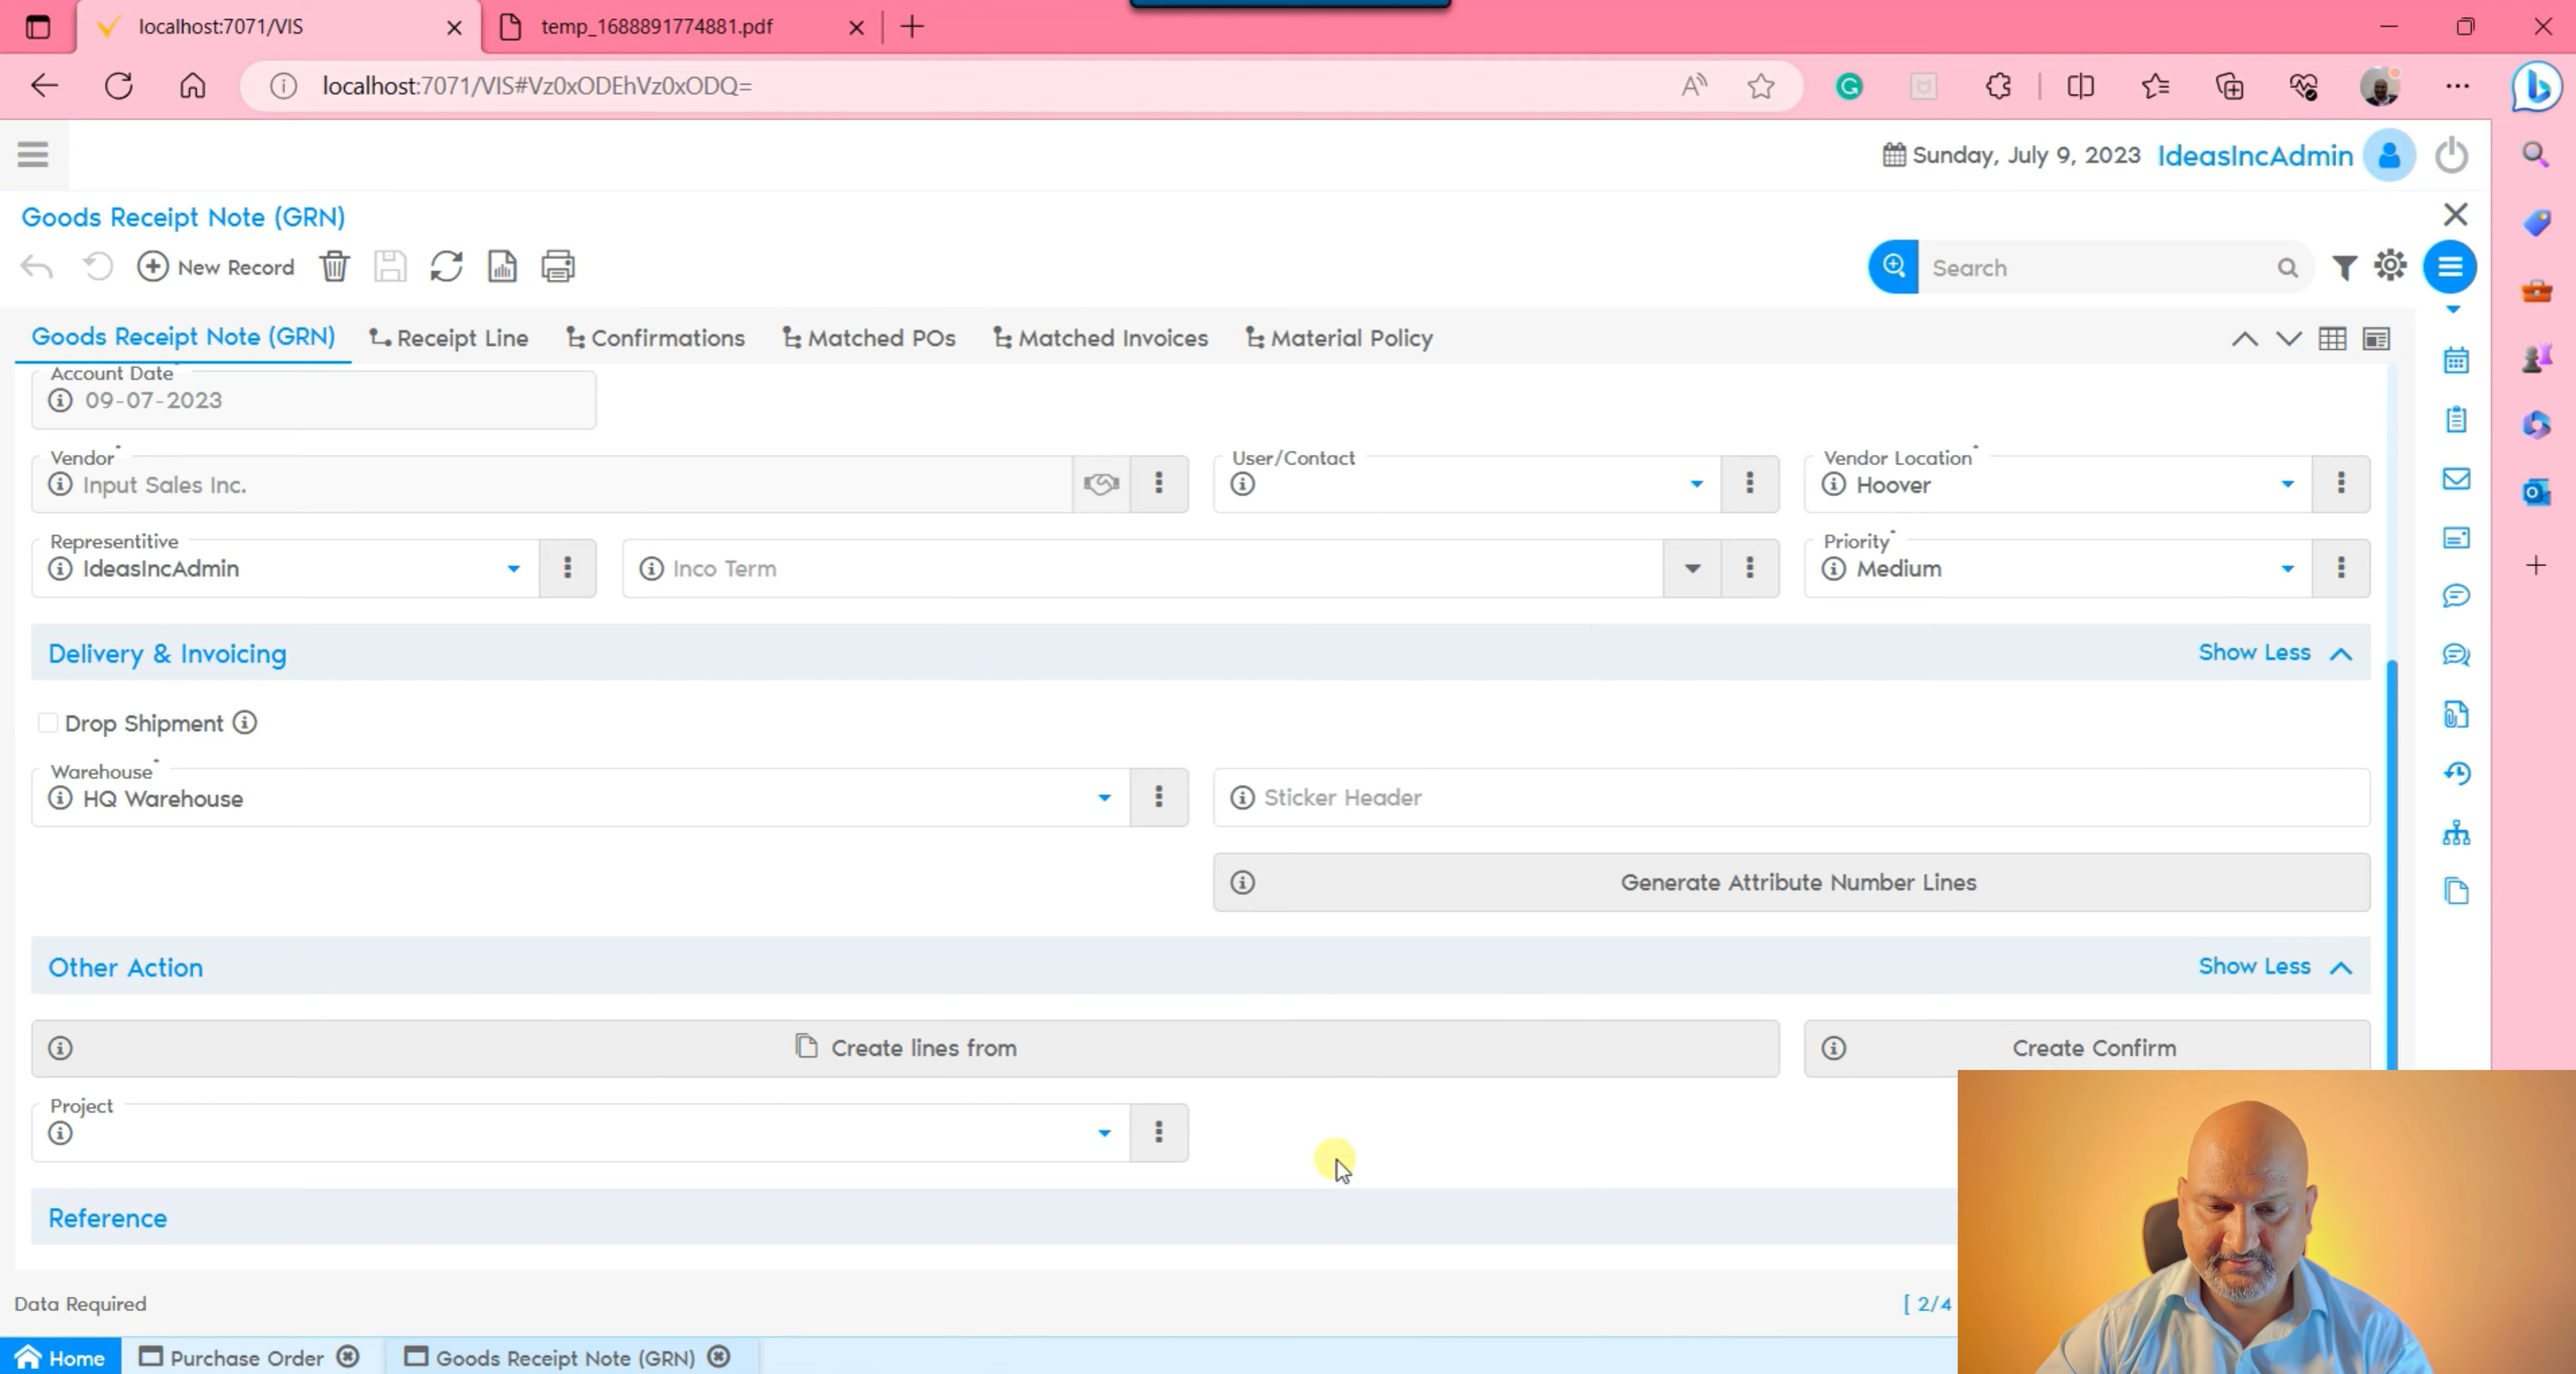 localhost:7071/VIS
temp_1688891774881.pdf
localhost:7071/VIS#Vz0xODEhVz0xODQ=
Sunday, July 9, 2023 IdeasIncAdmin
Goods Receipt Note (GRN)
New Record
Search
Goods Receipt Note (GRN) Receipt Line Confirmations Matched POs Matched Invoices Material Policy
Account Date
09-07-2023
Vendor* User/Contact Vendor Location*
Input Sales Inc. Hoover
Representitive Priority*
IdeasIncAdmin Inco Term Medium
Delivery & Invoicing Show Less
Drop Shipment
Warehouse*
HQ Warehouse Sticker Header
Generate Attribute Number Lines
Other Action Show Less
Create lines from Create Confirm
Project
Reference
Data Required [ 2/4
Home Purchase Order Goods Receipt Note (GRN)